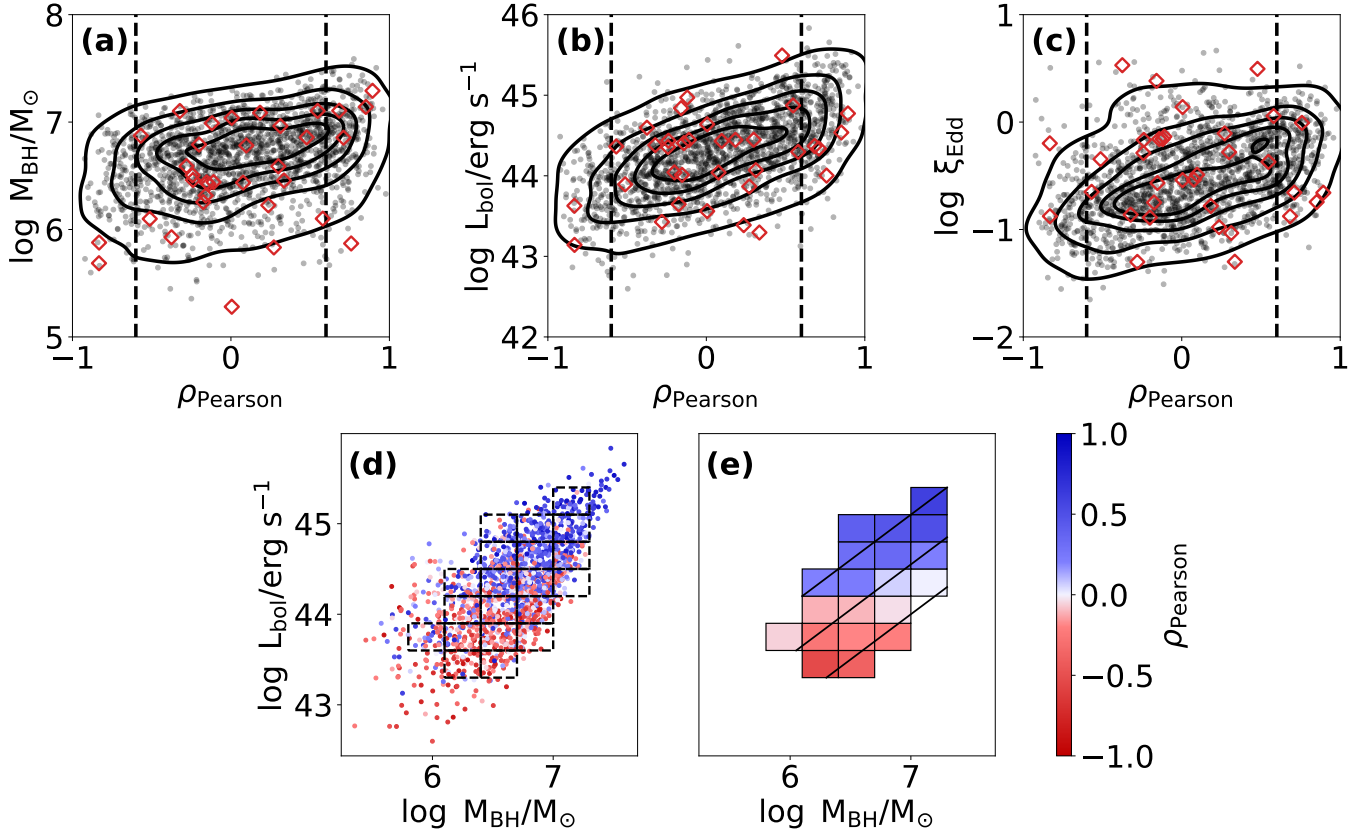 (a)
8
7
6
5
−1
0
1
log M_BH/M_⊙
ρ_Pearson
(b)
46
45
44
43
42
−1
0
1
log L_bol/erg s⁻¹
ρ_Pearson
(c)
1
0
−1
−2
−1
0
1
log ξ_Edd
ρ_Pearson
(d)
45
44
43
6
7
log L_bol/erg s⁻¹
log M_BH/M_⊙
(e)
6
7
log M_BH/M_⊙
1.0
0.5
0.0
−0.5
−1.0
ρ_Pearson